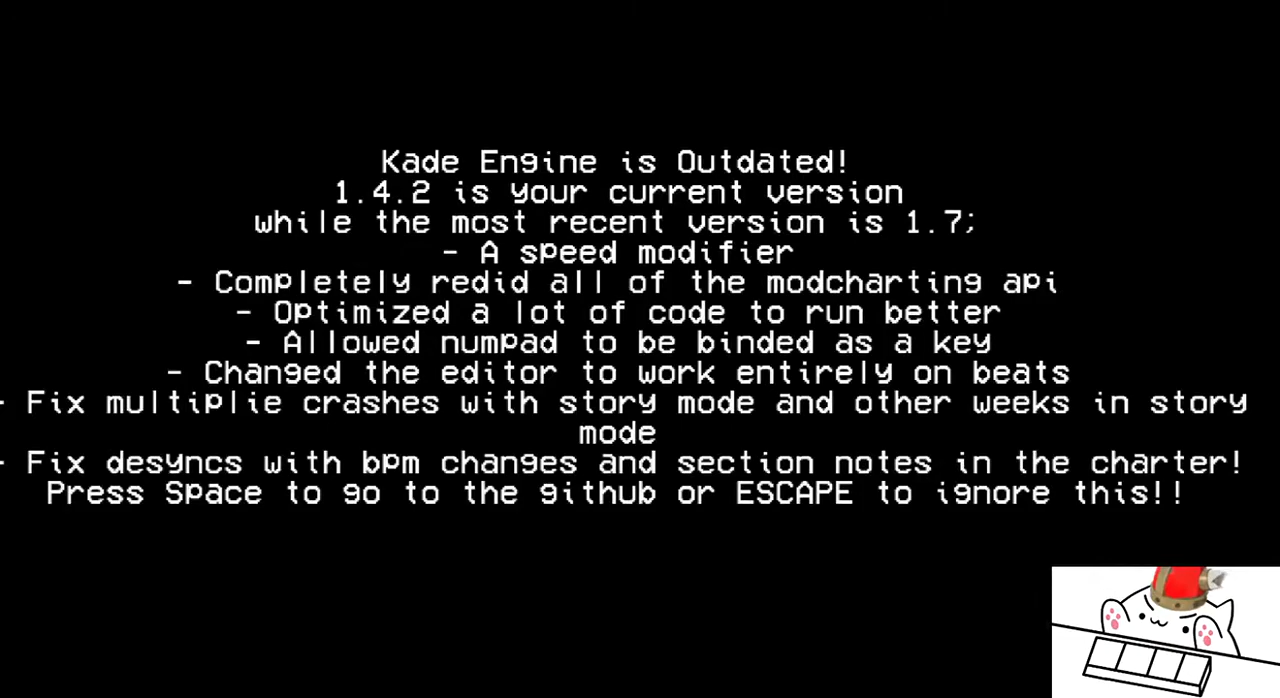 Kade Engine is Outdated!
1.4.2 is your current version
while the most recent version is 1.7;
- A speed modifier
- Completely redid all of the modcharting api
- Optimized a lot of code to run better
- Allowed numpad to be binded as a key
- Changed the editor to work entirely on beats
- Fix multiplie crashes with story mode and other weeks in story
mode
- Fix desyncs with bpm changes and section notes in the charter!
Press Space to go to the github or ESCAPE to ignore this!!